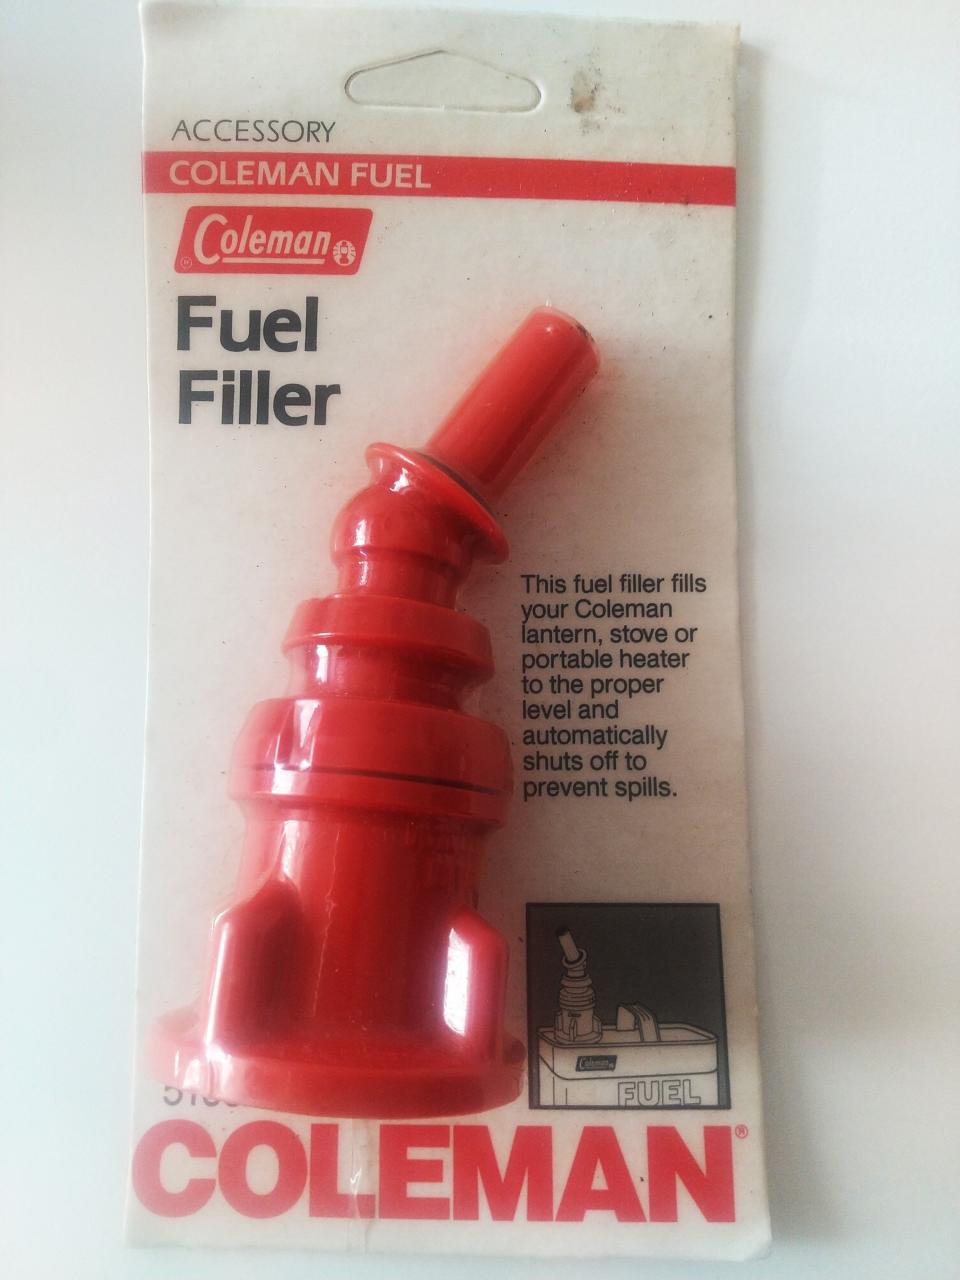 ACCESSORY
COLEMAN FUEL
Coleman
Fuel
Filler
This fuel filler fills
your Coleman
lantern, stove or
portable heater
to the proper
level and
automatically
shuts off to
prevent spills.
Coleman
FUEL
COLEMAN®